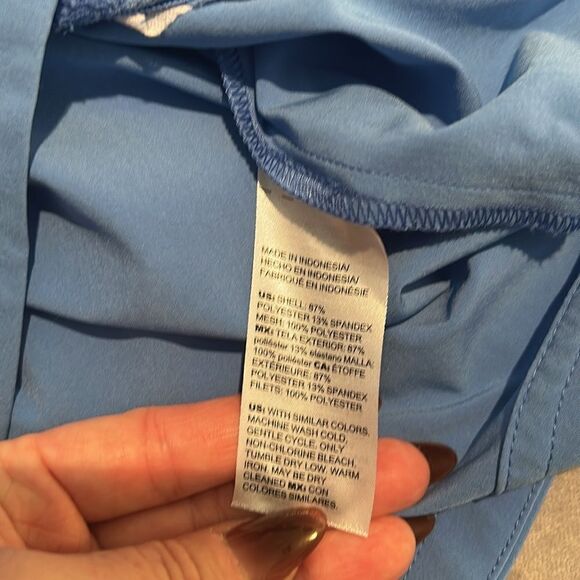 MADE IN INDONESIA/
HECHO EN INDONESIA/
FABRIQUÉ EN INDONÉSIE
US: SHELL: 87%
POLYESTER 13% SPANDEX
MESH: 100% POLYESTER
MX: TELA EXTERIOR: 87%
poliéster 13% elastano MALLA:
100% poliéster CA: ÉTOFFE
EXTÉRIEURE: 87%
POLYESTER 13% SPANDEX
FILETS: 100% POLYESTER
US: WITH SIMILAR COLORS,
MACHINE WASH COLD,
GENTLE CYCLE. ONLY
NON-CHLORINE BLEACH,
TUMBLE DRY LOW. WARM
IRON, MAY BE DRY
CLEANED MX: CON
COLORES SIMILARES,